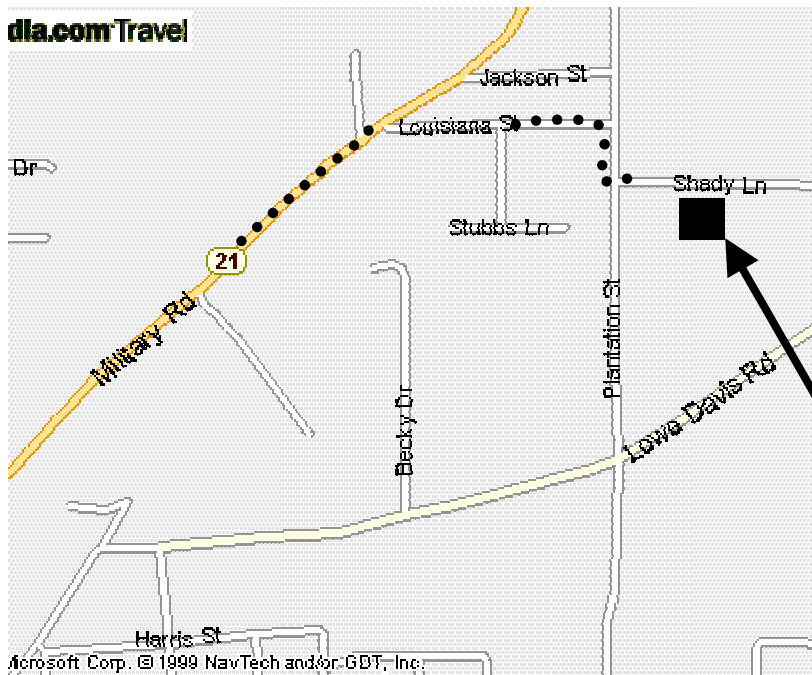 dia.com Travel
Jackson St
Louisiana St
Dr
Shady Ln
Stubbs Ln
21
Military Rd
Plantation St
Lowe Davis Rd
Becky Dr
Harris St
Microsoft Corp. © 1999 NavTech and/or GDT, Inc.